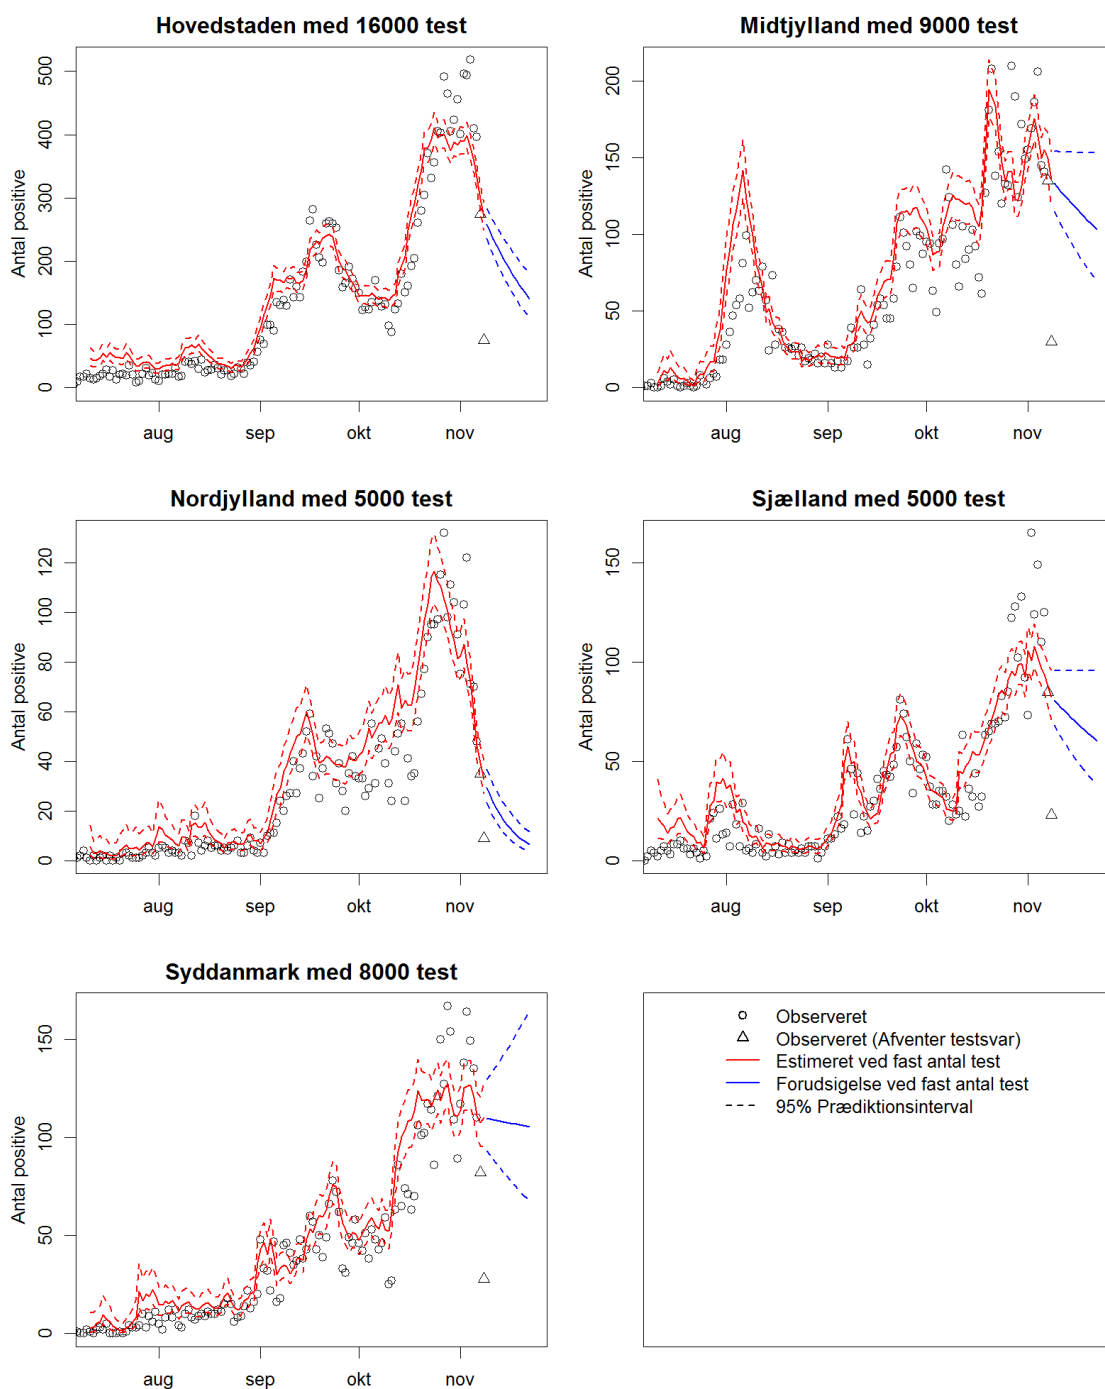 Hovedstaden med 16000 test
Antal positive
0
100
200
300
400
500
aug
sep
okt
nov
Midtjylland med 9000 test
Antal positive
0
50
100
150
200
aug
sep
okt
nov
Nordjylland med 5000 test
Antal positive
0
20
40
60
80
100
120
aug
sep
okt
nov
Sjælland med 5000 test
Antal positive
0
50
100
150
aug
sep
okt
nov
Syddanmark med 8000 test
Antal positive
0
50
100
150
aug
sep
okt
nov
Observeret
Observeret (Afventer testsvar)
Estimeret ved fast antal test
Forudsigelse ved fast antal test
95% Prædiktionsinterval